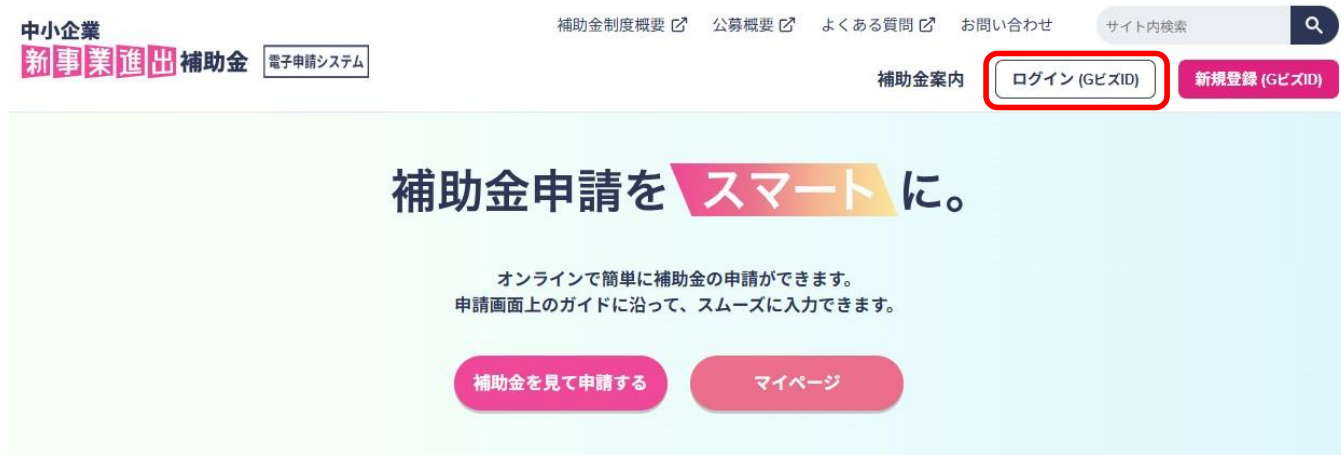 中小企業
新事業進出補助金 電子申請システム
補助金制度概要 公募概要 よくある質問 お問い合わせ サイト内検索
補助金案内 ログイン (GビズID) 新規登録 (GビズID)
補助金申請をスマートに。
オンラインで簡単に補助金の申請ができます。
申請画面上のガイドに沿って、スムーズに入力できます。
補助金を見て申請する マイページ